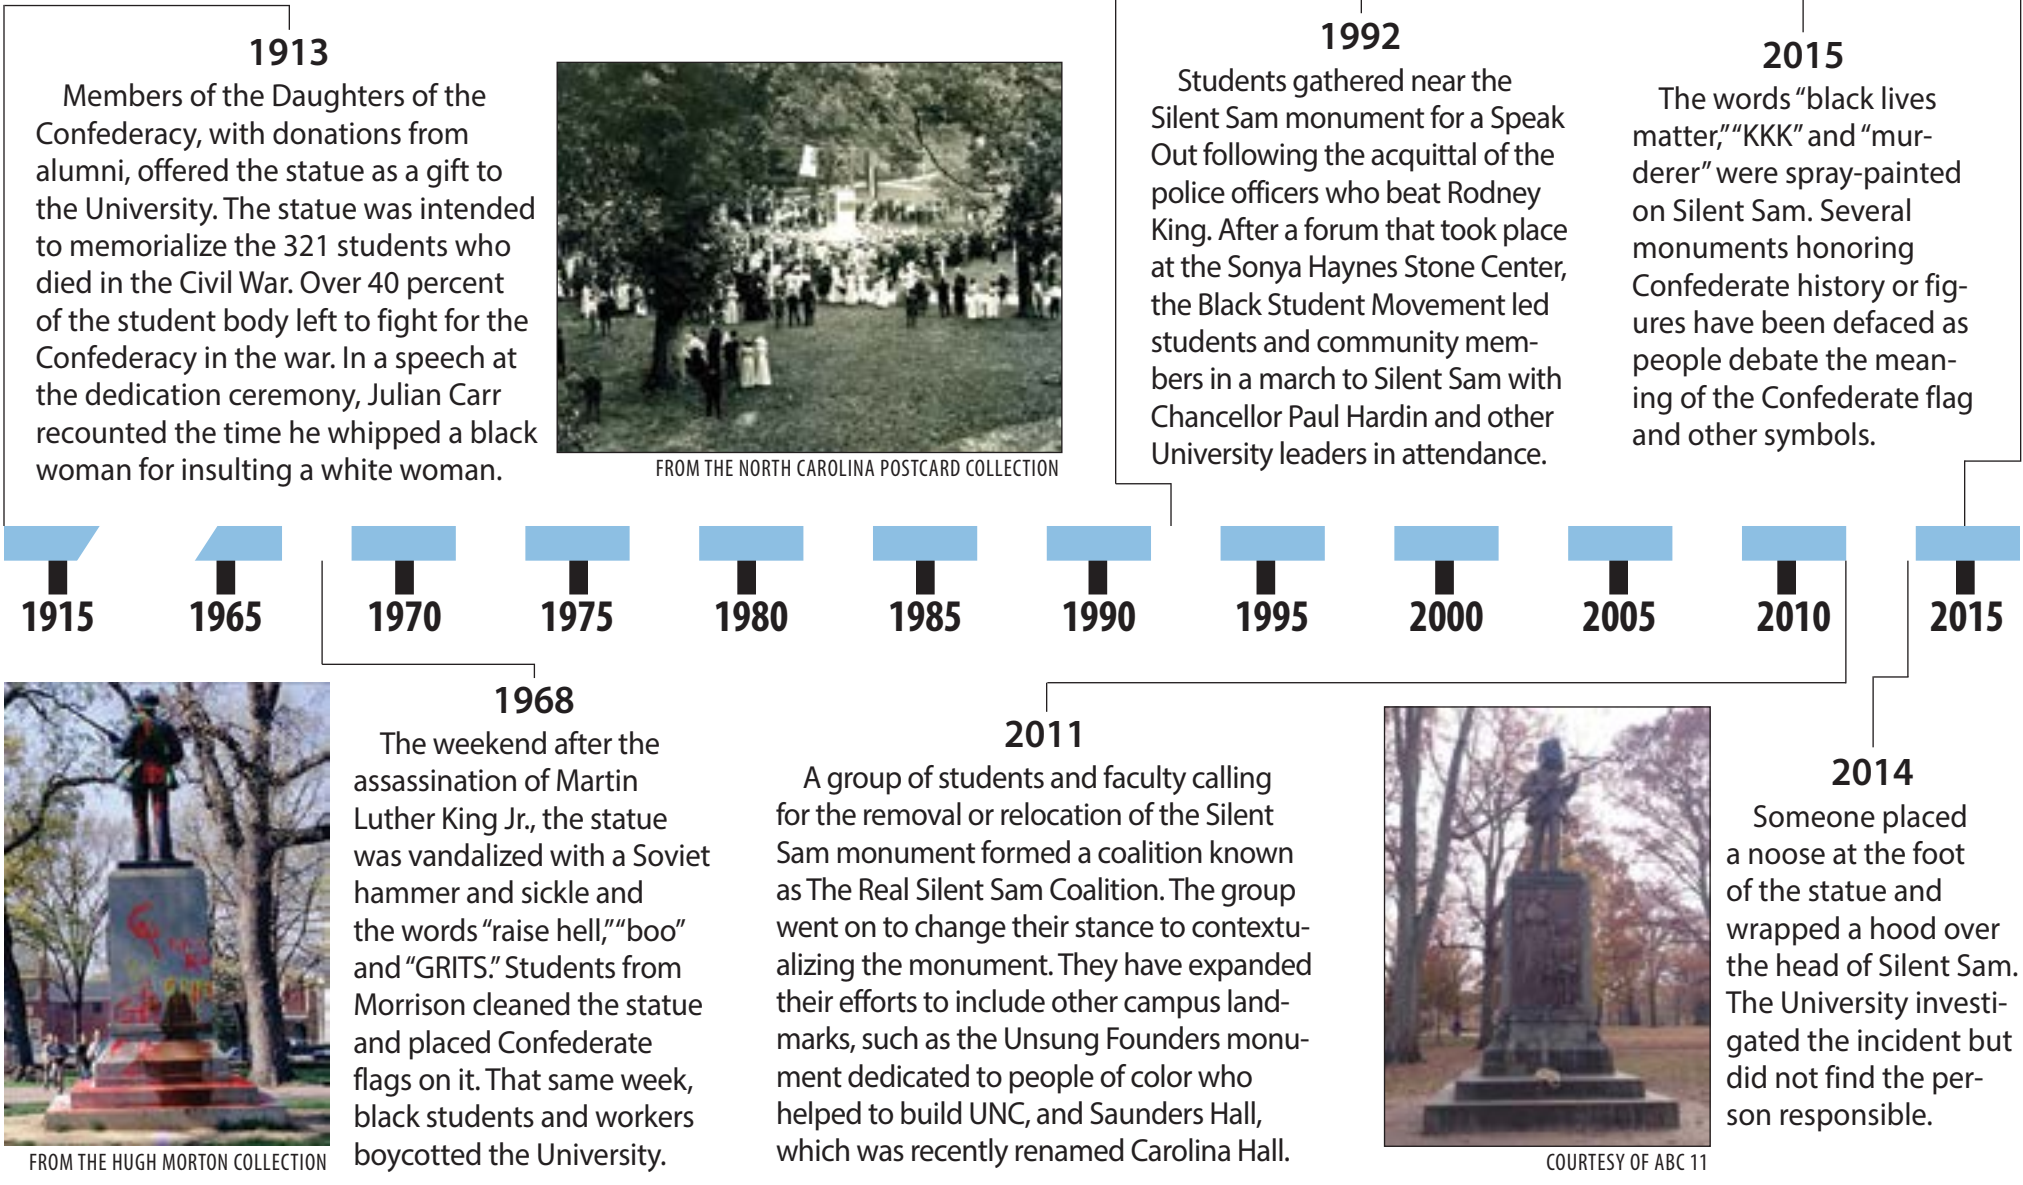 1913
Members of the Daughters of the
Confederacy, with donations from
alumni, offered the statue as a gift to
the University. The statue was intended
to memorialize the 321 students who
died in the Civil War. Over 40 percent
of the student body left to fight for the
Confederacy in the war. In a speech at
the dedication ceremony, Julian Carr
recounted the time he whipped a black
woman for insulting a white woman.
FROM THE NORTH CAROLINA POSTCARD COLLECTION
1992
Students gathered near the
Silent Sam monument for a Speak
Out following the acquittal of the
police officers who beat Rodney
King. After a forum that took place
at the Sonya Haynes Stone Center,
the Black Student Movement led
students and community mem-
bers in a march to Silent Sam with
Chancellor Paul Hardin and other
University leaders in attendance.
2015
The words “black lives
matter,” “KKK” and “mur-
derer” were spray-painted
on Silent Sam. Several
monuments honoring
Confederate history or fig-
ures have been defaced as
people debate the mean-
ing of the Confederate flag
and other symbols.
1915 1965 1970 1975 1980 1985 1990 1995 2000 2005 2010 2015
FROM THE HUGH MORTON COLLECTION
1968
The weekend after the
assassination of Martin
Luther King Jr., the statue
was vandalized with a Soviet
hammer and sickle and
the words “raise hell,” “boo”
and “GRITS.” Students from
Morrison cleaned the statue
and placed Confederate
flags on it. That same week,
black students and workers
boycotted the University.
2011
A group of students and faculty calling
for the removal or relocation of the Silent
Sam monument formed a coalition known
as The Real Silent Sam Coalition. The group
went on to change their stance to contextu-
alizing the monument. They have expanded
their efforts to include other campus land-
marks, such as the Unsung Founders monu-
ment dedicated to people of color who
helped to build UNC, and Saunders Hall,
which was recently renamed Carolina Hall.
COURTESY OF ABC 11
2014
Someone placed
a noose at the foot
of the statue and
wrapped a hood over
the head of Silent Sam.
The University investi-
gated the incident but
did not find the per-
son responsible.